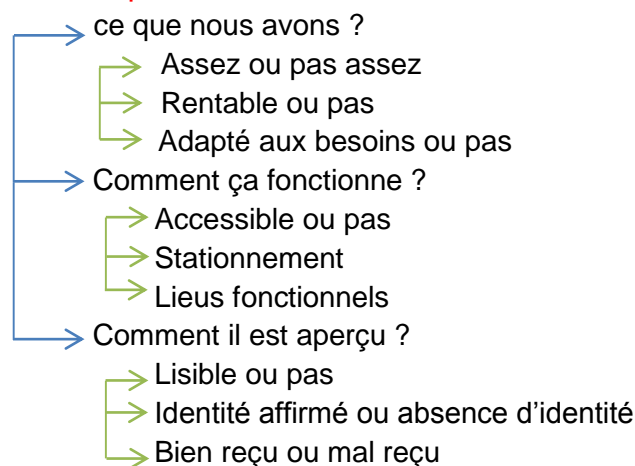 ce que nous avons ?
Assez ou pas assez
Rentable ou pas
Adapté aux besoins ou pas
Comment ça fonctionne ?
Accessible ou pas
Stationnement
Lieus fonctionnels
Comment il est aperçu ?
Lisible ou pas
Identité affirmé ou absence d’identité
Bien reçu ou mal reçu